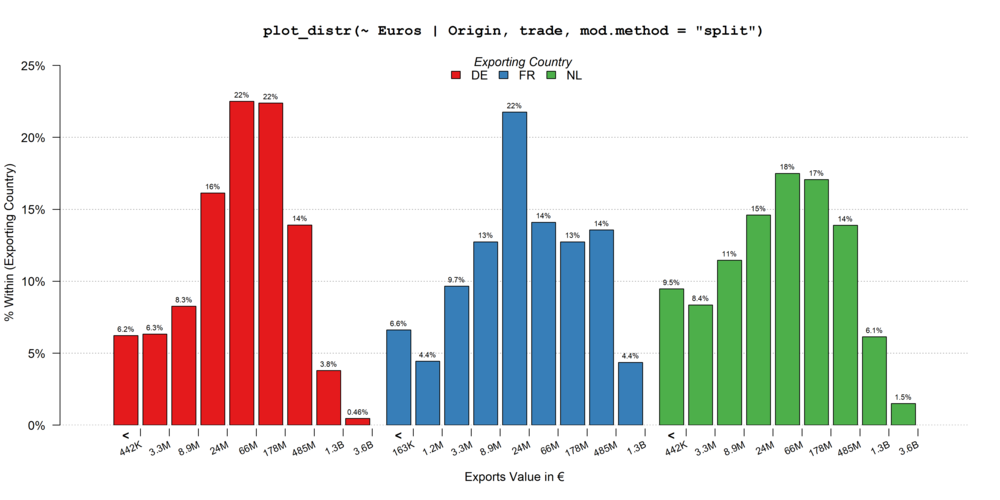 plot_distr(~ Euros | Origin, trade, mod.method = "split")
Exporting Country
DE FR NL
% Within (Exporting Country)
25%
20%
15%
10%
5%
0%
6.2% 6.3% 8.3% 16% 22% 22% 14% 3.8% 0.46%
6.6% 4.4% 9.7% 13% 22% 14% 13% 14% 4.4%
9.5% 8.4% 11% 15% 18% 17% 14% 6.1% 1.5%
< 442K 3.3M 8.9M 24M 66M 178M 485M 1.3B 3.6B
< 163K 1.2M 3.3M 8.9M 24M 66M 178M 485M 1.3B
< 442K 3.3M 8.9M 24M 66M 178M 485M 1.3B 3.6B
Exports Value in €